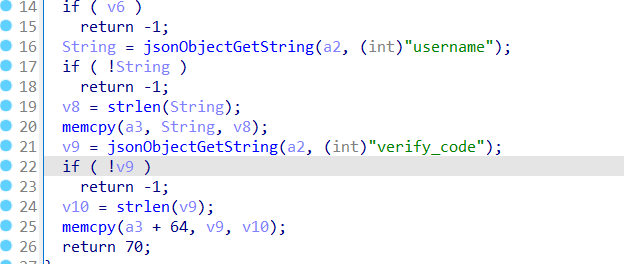 14 if ( v6 )
15 return -1;
16 String = jsonObjectGetString(a2, (int)"username");
17 if ( !String )
18 return -1;
19 v8 = strlen(String);
20 memcpy(a3, String, v8);
21 v9 = jsonObjectGetString(a2, (int)"verify_code");
22 if ( !v9 )
23 return -1;
24 v10 = strlen(v9);
25 memcpy(a3 + 64, v9, v10);
26 return 70;